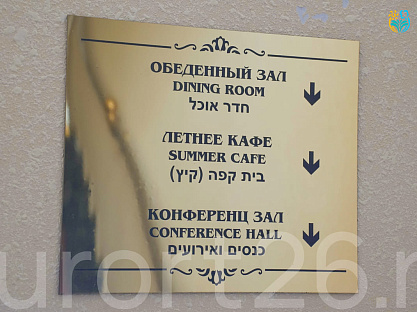 ОБЕДЕННЫЙ ЗАЛ
DINING ROOM
חדר אוכל
ЛЕТНЕЕ КАФЕ
SUMMER CAFE
בית קפה (קיץ)
КОНФЕРЕНЦ ЗАЛ
CONFERENCE HALL
כנסים ואירועים
urort26.r